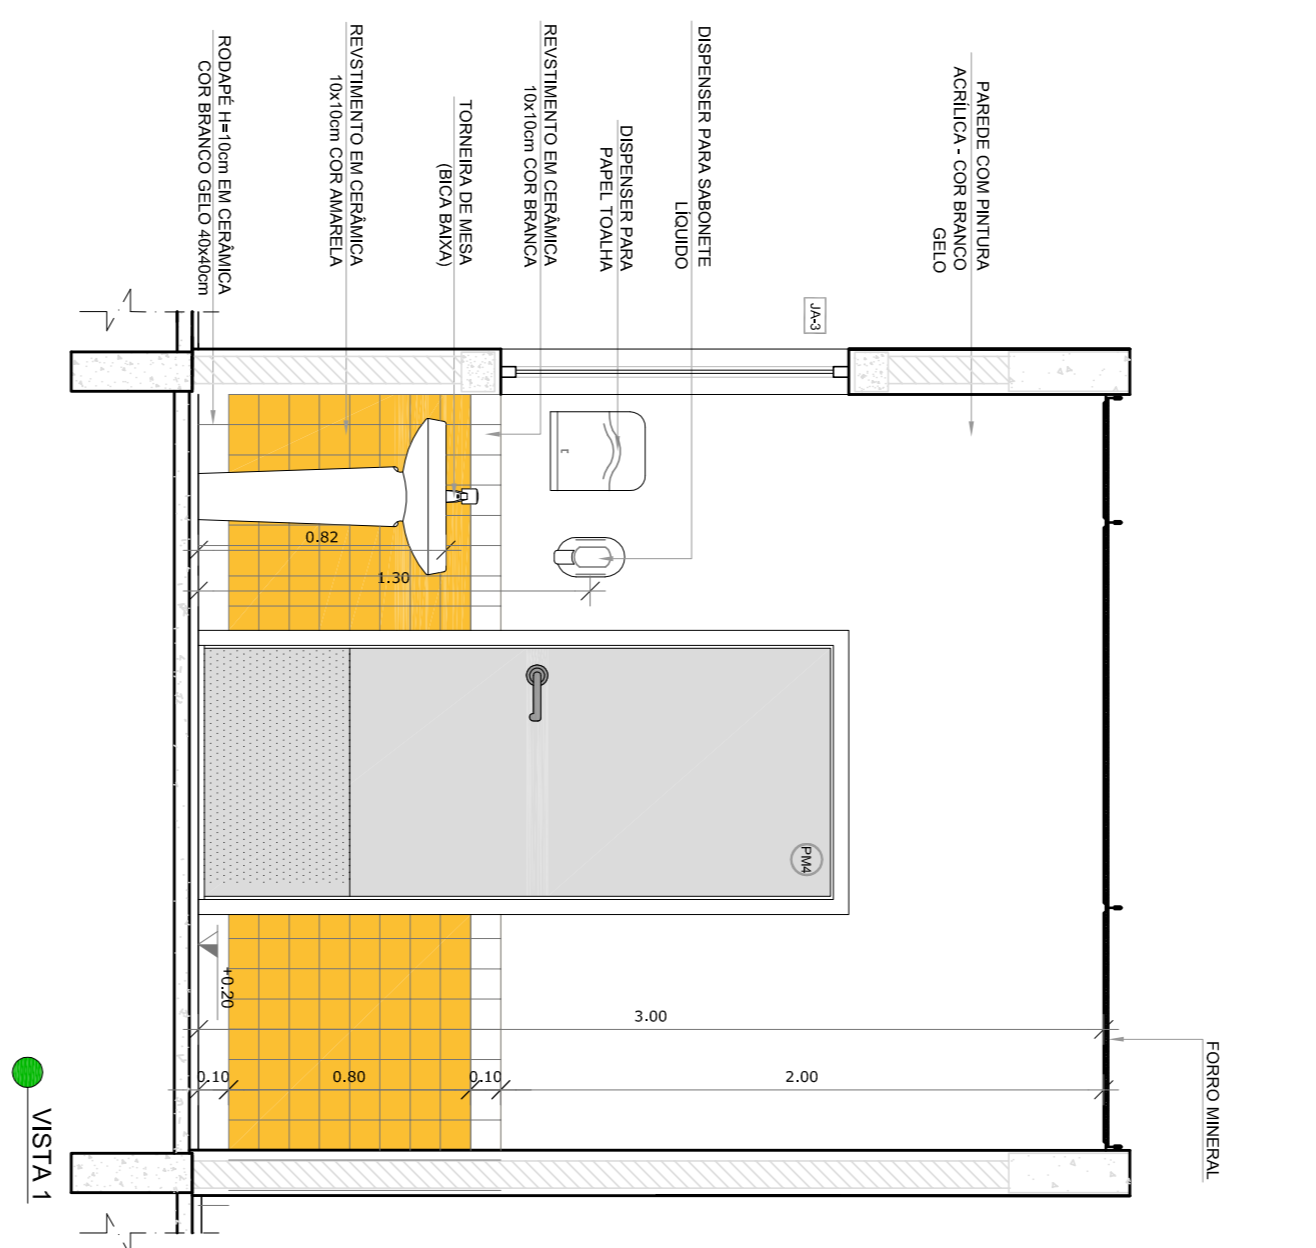 PAREDE COM PINTURA
ACRÍLICA - COR BRANCO
GELO
DISPENSER PARA SABONETE
LÍQUIDO
DISPENSER PARA
PAPEL TOALHA
REVSTIMENTO EM CERÂMICA
10x10cm COR BRANCA
TORNEIRA DE MESA
(BICA BAIXA)
REVSTIMENTO EM CERÂMICA
10x10cm COR AMARELA
RODAPÉ H=10cm EM CERÂMICA
COR BRANCO GELO 40x40cm
JA-3
0.82
1.30
PM4
+0.20
3.00
0.10
0.80
0.10
2.00
FORRO MINERAL
VISTA 1